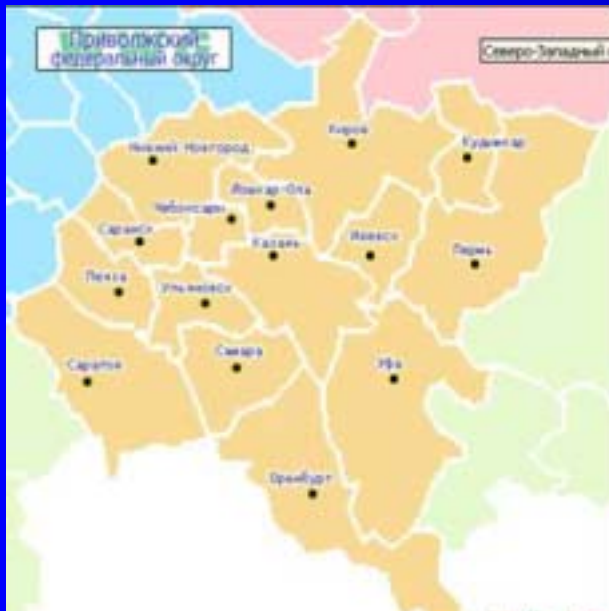 Приволжский
федеральный округ
Северо-Западный
Киров
Кудымкар
Нижний Новгород
Йошкар-Ола
Чебоксары
Саранск
Казань
Ижевск
Пермь
Пенза
Ульяновск
Самара
Саратов
Уфа
Оренбург